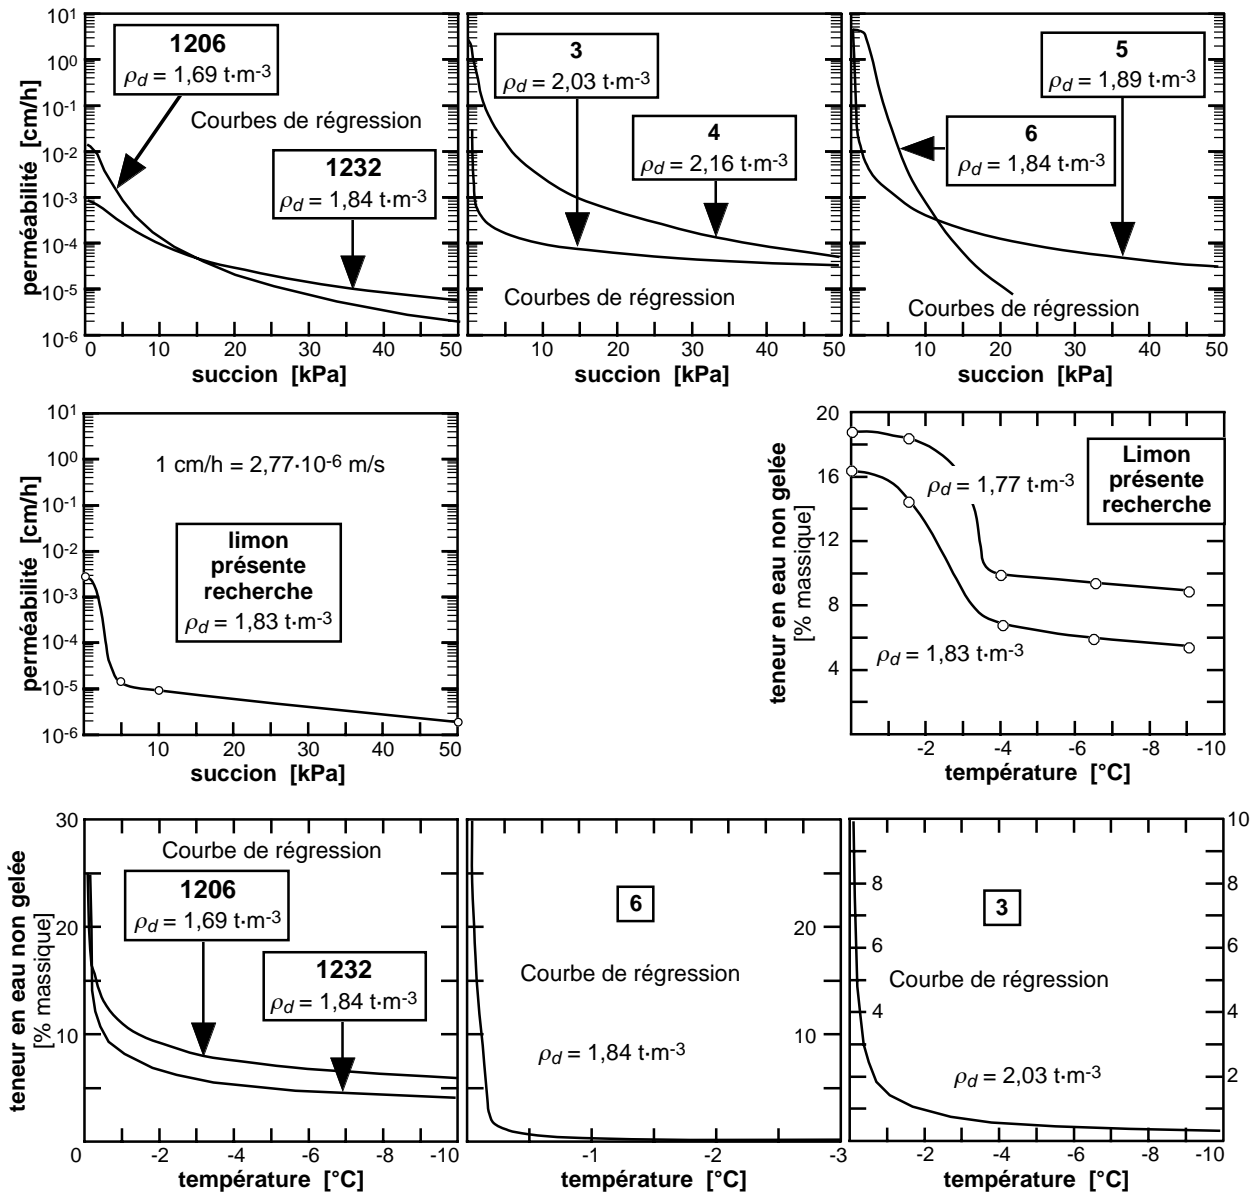 perméabilité [cm/h]
10¹
10⁰
10⁻¹
10⁻²
10⁻³
10⁻⁴
10⁻⁵
10⁻⁶
1206
ρd = 1,69 t·m⁻³
Courbes de régression
1232
ρd = 1,84 t·m⁻³
0 10 20 30 40 50
succion [kPa]
3
ρd = 2,03 t·m⁻³
4
ρd = 2,16 t·m⁻³
Courbes de régression
10 20 30 40 50
succion [kPa]
5
ρd = 1,89 t·m⁻³
6
ρd = 1,84 t·m⁻³
Courbes de régression
10 20 30 40 50
succion [kPa]
perméabilité [cm/h]
10¹
10⁰
10⁻¹
10⁻²
10⁻³
10⁻⁴
10⁻⁵
10⁻⁶
1 cm/h = 2,77·10⁻⁶ m/s
limon
présente
recherche
ρd = 1,83 t·m⁻³
10 20 30 40 50
succion [kPa]
teneur en eau non gelée
[% massique]
20
16
12
8
4
Limon
présente
recherche
ρd = 1,77 t·m⁻³
ρd = 1,83 t·m⁻³
-2 -4 -6 -8 -10
température [°C]
teneur en eau non gelée
[% massique]
30
20
10
Courbe de régression
1206
ρd = 1,69 t·m⁻³
1232
ρd = 1,84 t·m⁻³
0 -2 -4 -6 -8 -10
température [°C]
6
20 20
Courbe de régression
10 10
ρd = 1,84 t·m⁻³
-1 -2 -3
température [°C]
10
8 8
3
6 6
Courbe de régression
4 4
2
ρd = 2,03 t·m⁻³
-2 -4 -6 -8 -10
température [°C]